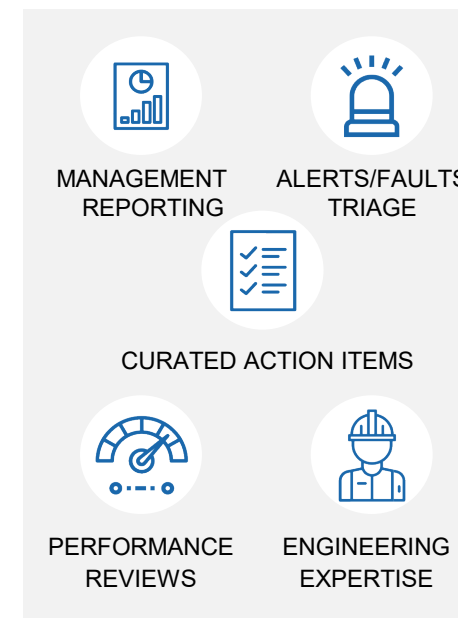 MANAGEMENT
REPORTING
ALERTS/FAULTS
TRIAGE
CURATED ACTION ITEMS
PERFORMANCE
REVIEWS
ENGINEERING
EXPERTISE